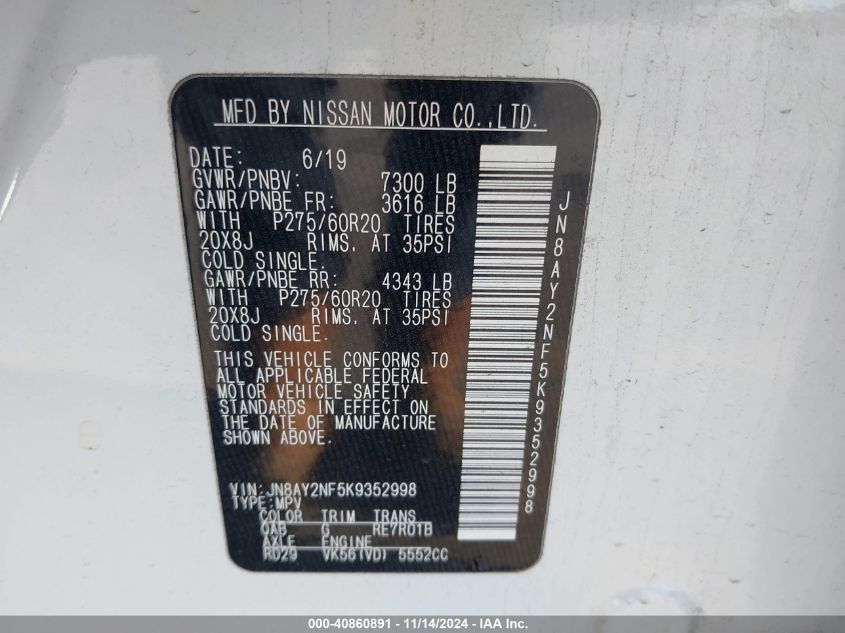 MFD BY NISSAN MOTOR CO.,LTD.
DATE: 6/19
GVWR/PNBV: 7300 LB
GAWR/PNBE FR: 3616 LB
WITH P275/60R20 TIRES
20X8J RIMS, AT 35PSI
COLD SINGLE.
GAWR/PNBE RR: 4343 LB
WITH P275/60R20 TIRES
20X8J RIMS, AT 35PSI
COLD SINGLE.
THIS VEHICLE CONFORMS TO
ALL APPLICABLE FEDERAL
MOTOR VEHICLE SAFETY
STANDARDS IN EFFECT ON
THE DATE OF MANUFACTURE
SHOWN ABOVE.
VIN:JN8AY2NF5K9352998
TYPE:MPV
COLOR TRIM TRANS
QAB G RE7R01B
AXLE ENGINE
RD29 VK56(VD) 5552CC
JN8AY2NF5K9352998
000-40860891 - 11/14/2024 - IAA Inc.